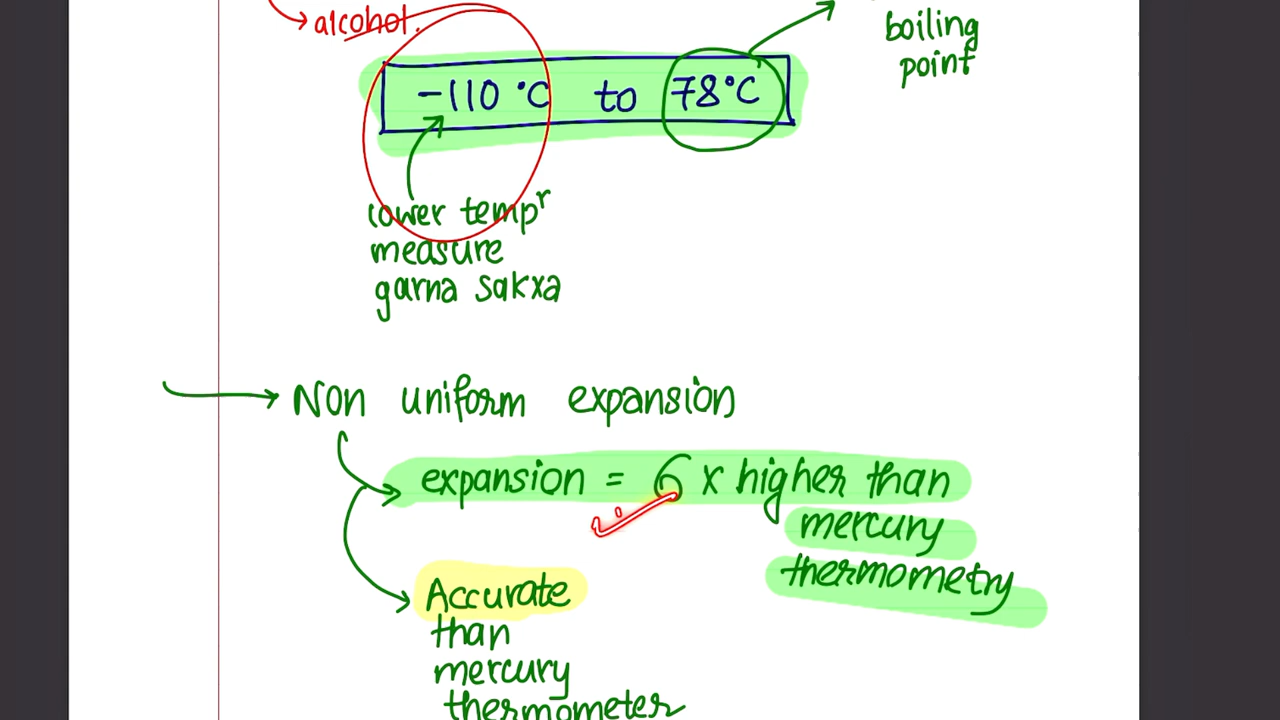 alcohol.
boiling
point
-110 °C to 78°C
lower tempr
measure
garna sakxa
Non uniform expansion
expansion = 6 x higher than
mercury
thermometry
Accurate
than
mercury
thermometer